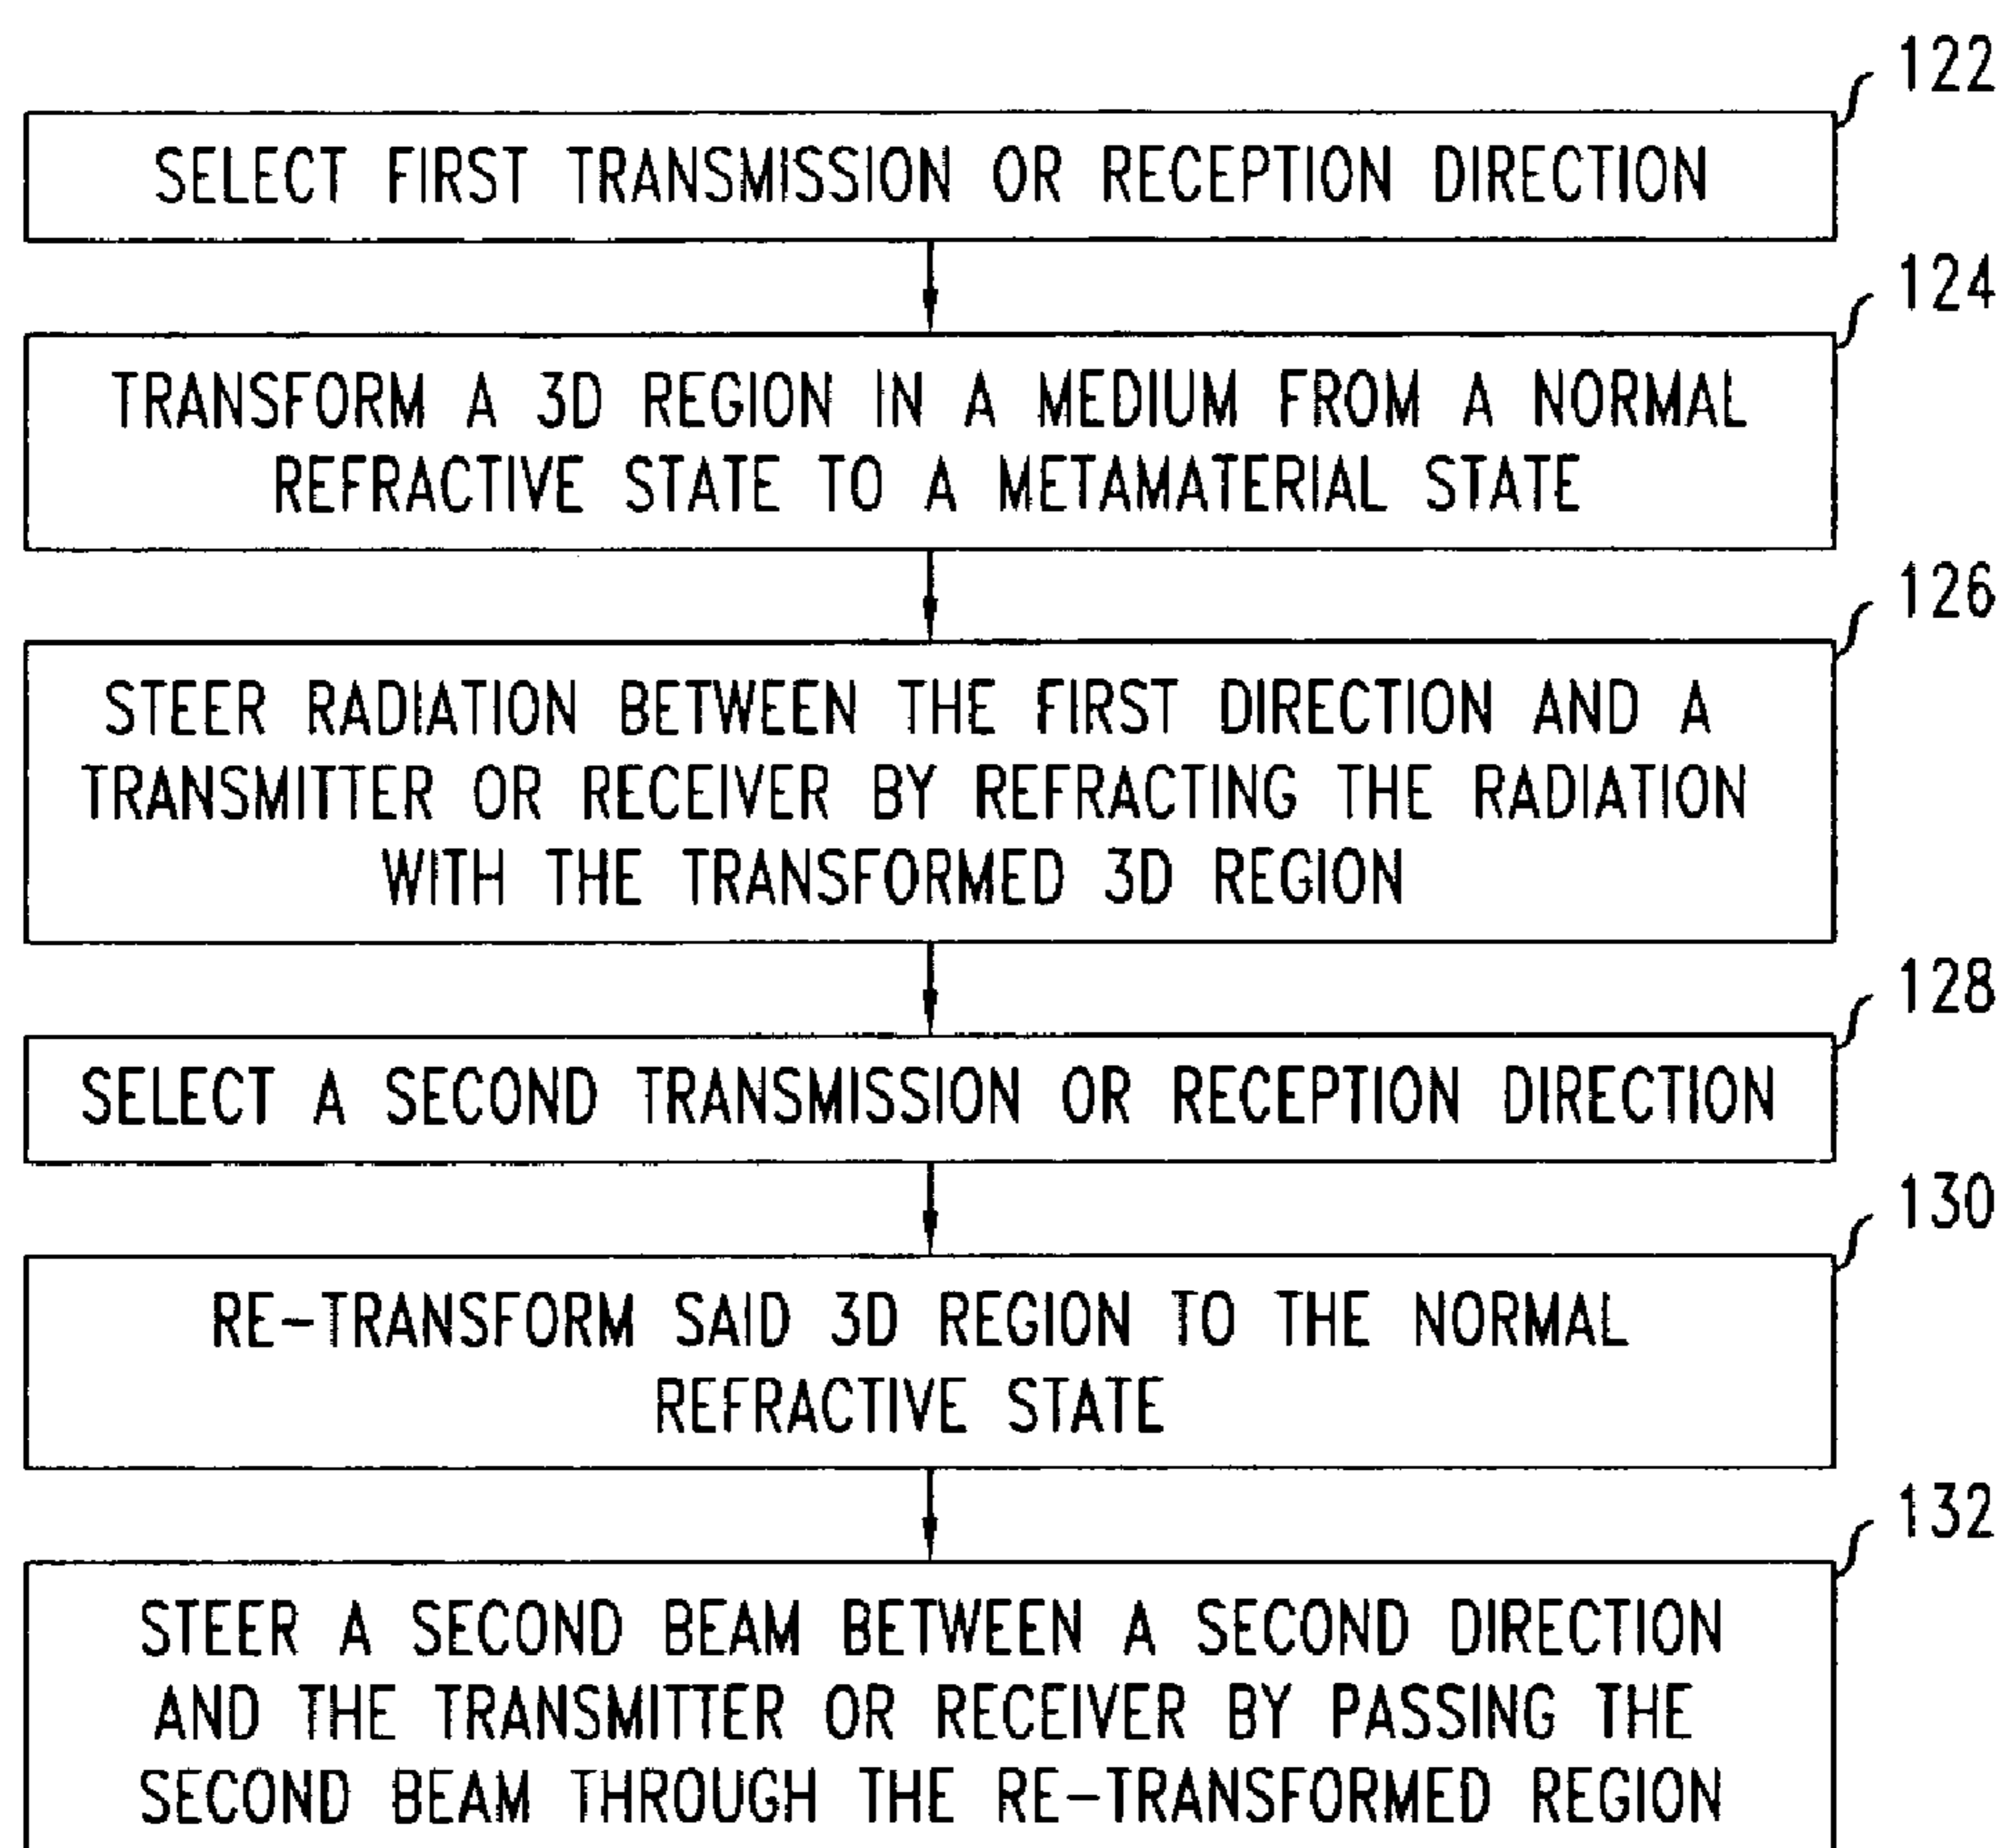 122
SELECT FIRST TRANSMISSION OR RECEPTION DIRECTION
124
TRANSFORM A 3D REGION IN A MEDIUM FROM A NORMAL
REFRACTIVE STATE TO A METAMATERIAL STATE
126
STEER RADIATION BETWEEN THE FIRST DIRECTION AND A
TRANSMITTER OR RECEIVER BY REFRACTING THE RADIATION
WITH THE TRANSFORMED 3D REGION
128
SELECT A SECOND TRANSMISSION OR RECEPTION DIRECTION
130
RE-TRANSFORM SAID 3D REGION TO THE NORMAL
REFRACTIVE STATE
132
STEER A SECOND BEAM BETWEEN A SECOND DIRECTION
AND THE TRANSMITTER OR RECEIVER BY PASSING THE
SECOND BEAM THROUGH THE RE-TRANSFORMED REGION